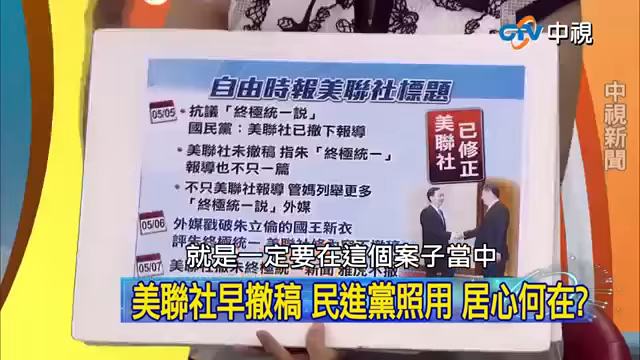 CTV中視
中視新聞
自由時報美聯社標題
05/05
•抗議「終極統一說」
國民黨：美聯社已撤下報導
•美聯社未撤稿 指朱「終極統一」
報導也不只一篇
•不只美聯社報導 管媽列舉更多
「終極統一說」外媒
05/06
外媒戳破朱立倫的國王新衣
05/07
美聯社
已修正
就是一定要在這個案子當中
美聯社早撤稿 民進黨照用 居心何在?